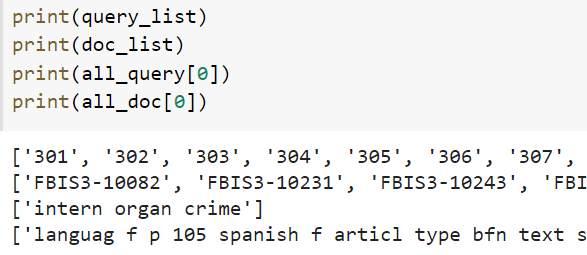 print(query_list)
print(doc_list)
print(all_query[0])
print(all_doc[0])
['301', '302', '303', '304', '305', '306', '307',
['FBIS3-10082', 'FBIS3-10231', 'FBIS3-10243', 'FBI
['intern organ crime']
['languag f p 105 spanish f articl type bfn text s